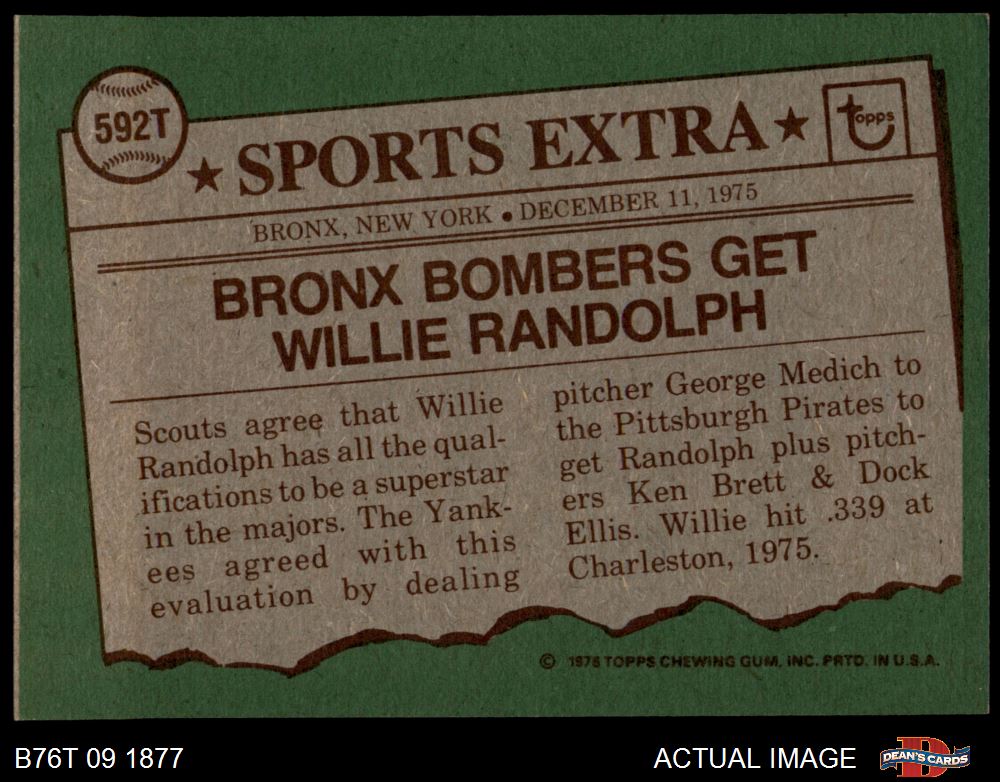 592T
★ SPORTS EXTRA ★
topps
BRONX, NEW YORK • DECEMBER 11, 1975
BRONX BOMBERS GET
WILLIE RANDOLPH
Scouts agree that Willie
Randolph has all the qual-
ifications to be a superstar
in the majors. The Yank-
ees agreed with this
evaluation by dealing
pitcher George Medich to
the Pittsburgh Pirates to
get Randolph plus pitch-
ers Ken Brett & Dock
Ellis. Willie hit .339 at
Charleston, 1975.
© 1976 TOPPS CHEWING GUM, INC. PRTD. IN U.S.A.
B76T 09 1877
ACTUAL IMAGE
DEAN'S CARDS